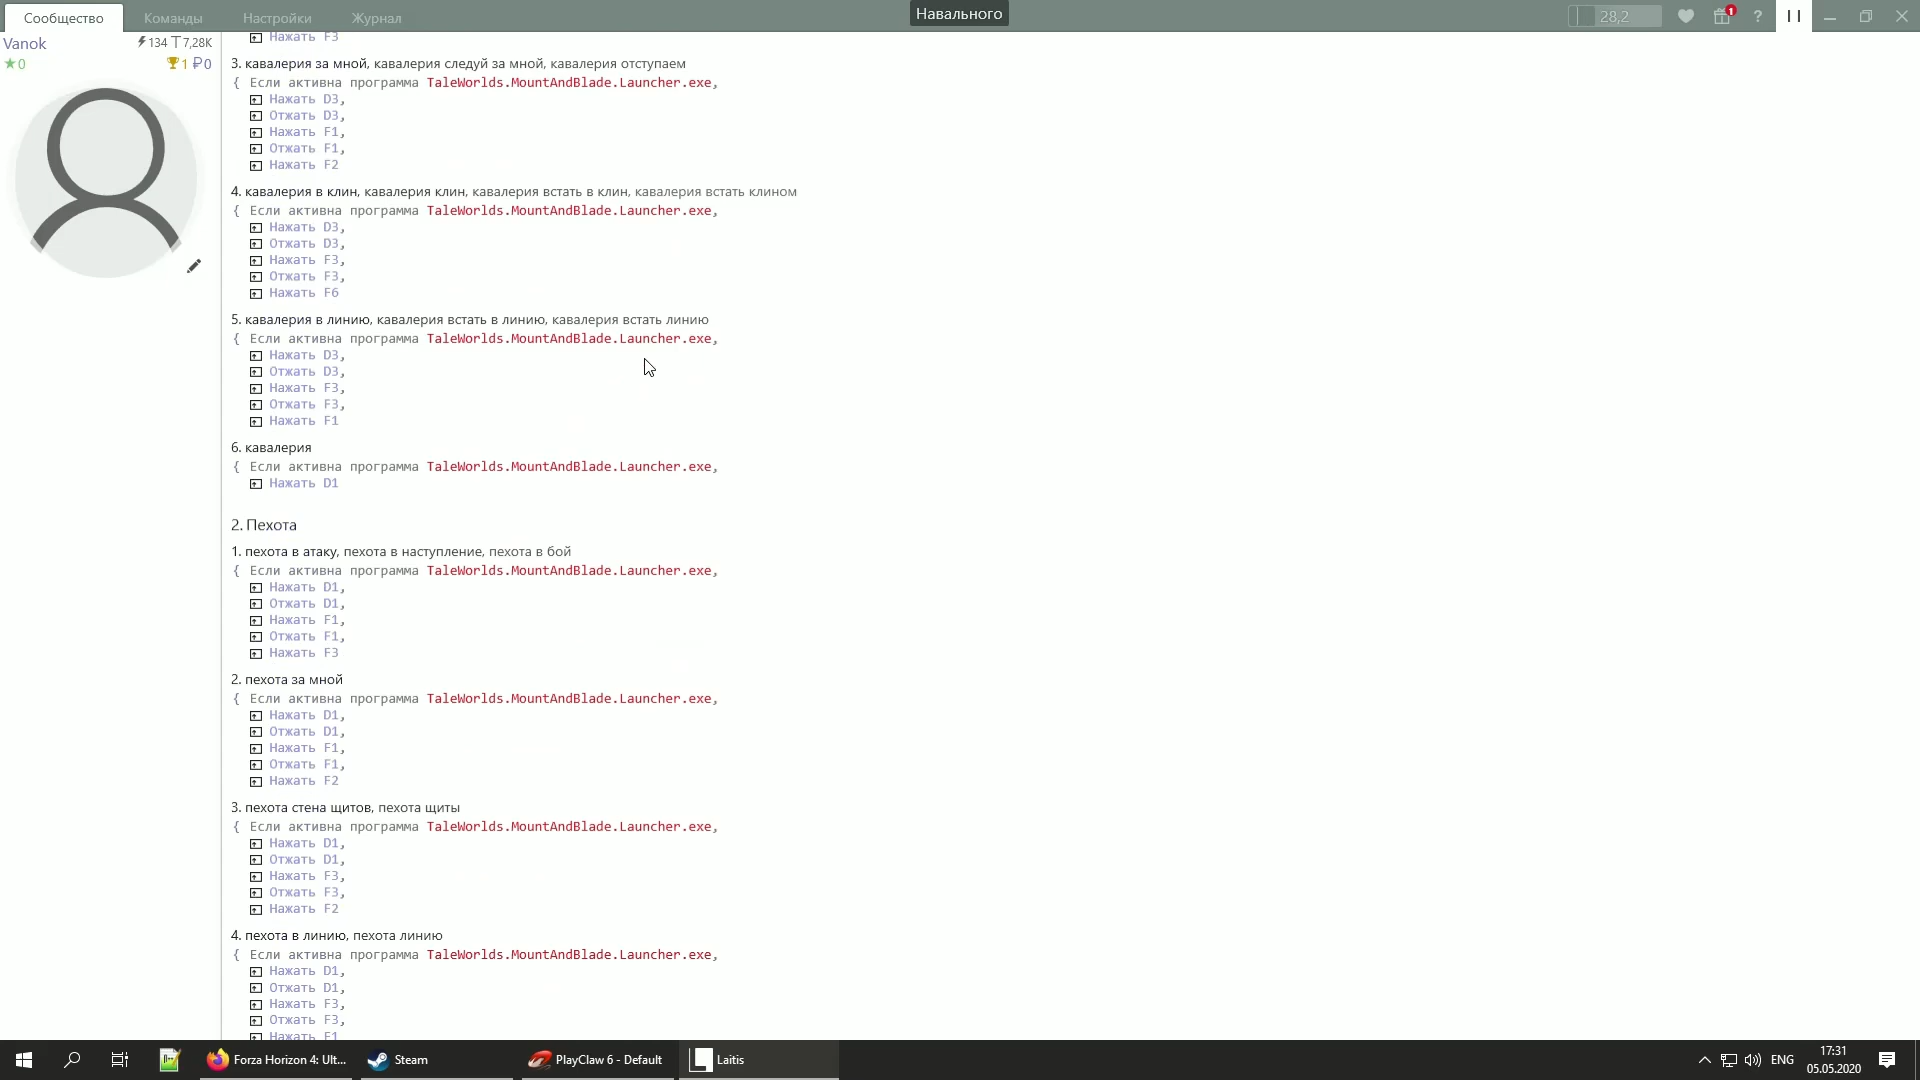 Сообщество
Команды
Настройки
Журнал
Навального
28,2
1
?
Vanok
134
7,28K
0
1
0
Нажать F3
3. кавалерия за мной, кавалерия следуй за мной, кавалерия отступаем
{ Если активна программа TaleWorlds.MountAndBlade.Launcher.exe,
Нажать D3,
Отжать D3,
Нажать F1,
Отжать F1,
Нажать F2
4. кавалерия в клин, кавалерия клин, кавалерия встать в клин, кавалерия встать клином
{ Если активна программа TaleWorlds.MountAndBlade.Launcher.exe,
Нажать D3,
Отжать D3,
Нажать F3,
Отжать F3,
Нажать F6
5. кавалерия в линию, кавалерия встать в линию, кавалерия встать линию
{ Если активна программа TaleWorlds.MountAndBlade.Launcher.exe,
Нажать D3,
Отжать D3,
Нажать F3,
Отжать F3,
Нажать F1
6. кавалерия
{ Если активна программа TaleWorlds.MountAndBlade.Launcher.exe,
Нажать D1
2. Пехота
1. пехота в атаку, пехота в наступление, пехота в бой
{ Если активна программа TaleWorlds.MountAndBlade.Launcher.exe,
Нажать D1,
Отжать D1,
Нажать F1,
Отжать F1,
Нажать F3
2. пехота за мной
{ Если активна программа TaleWorlds.MountAndBlade.Launcher.exe,
Нажать D1,
Отжать D1,
Нажать F1,
Отжать F1,
Нажать F2
3. пехота стена щитов, пехота щиты
{ Если активна программа TaleWorlds.MountAndBlade.Launcher.exe,
Нажать D1,
Отжать D1,
Нажать F3,
Отжать F3,
Нажать F2
4. пехота в линию, пехота линию
{ Если активна программа TaleWorlds.MountAndBlade.Launcher.exe,
Нажать D1,
Отжать D1,
Нажать F3,
Отжать F3,
Нажать F1
Forza Horizon 4: Ult...
Steam
PlayClaw 6 - Default
Laitis
ENG
17:31
05.05.2020